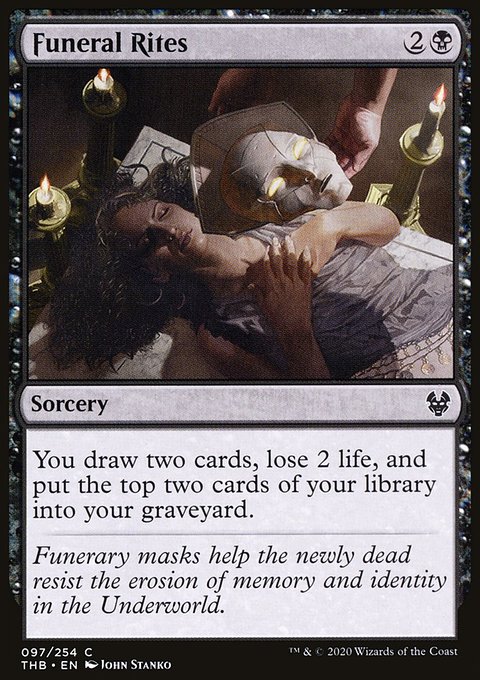 Funeral Rites 2
Sorcery
You draw two cards, lose 2 life, and
put the top two cards of your library
into your graveyard.
Funerary masks help the newly dead
resist the erosion of memory and identity
in the Underworld.
097/254 C
THB • EN John Stanko
™ & © 2020 Wizards of the Coast